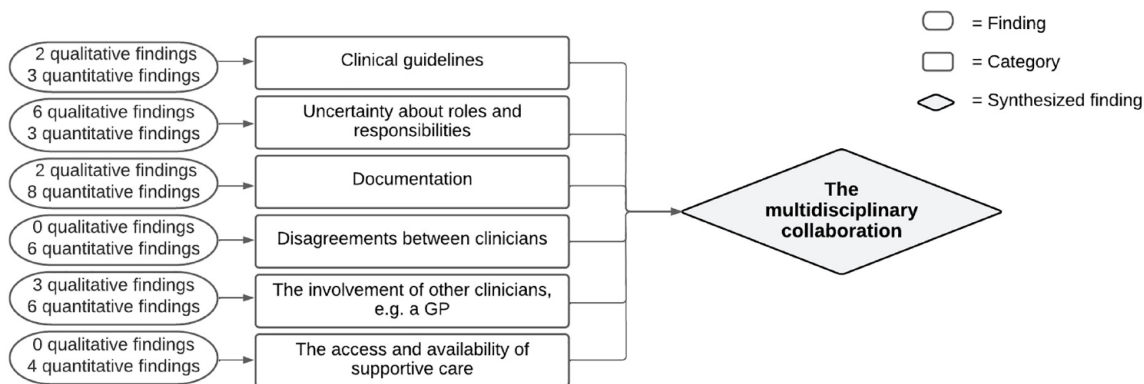 = Finding
= Category
= Synthesized finding
2 qualitative findings
3 quantitative findings
Clinical guidelines
6 qualitative findings
3 quantitative findings
Uncertainty about roles and
responsibilities
2 qualitative findings
8 quantitative findings
Documentation
0 qualitative findings
6 quantitative findings
Disagreements between clinicians
3 qualitative findings
6 quantitative findings
The involvement of other clinicians,
e.g. a GP
0 qualitative findings
4 quantitative findings
The access and availability of
supportive care
The
multidisciplinary
collaboration